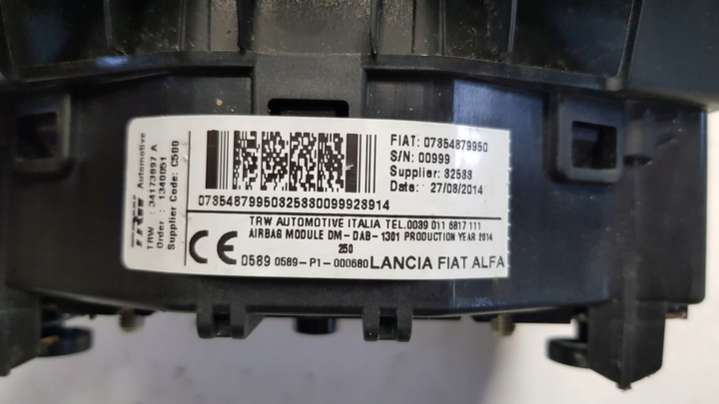 TRW Automotive
TRW : 34173897 A
Order : 1340051
Supplier Code: C500
FIAT: 07354879950
S/N: 00999
Supplier: 32533
Date: 27/08/2014
TRW AUTOMOTIVE ITALIA TEL.0039 011 6817 111
AIRBAG MODULE DM-DAB-1301 PRODUCTION YEAR 2014
250
CE 0589 0589-P1-000680 LANCIA FIAT ALFA